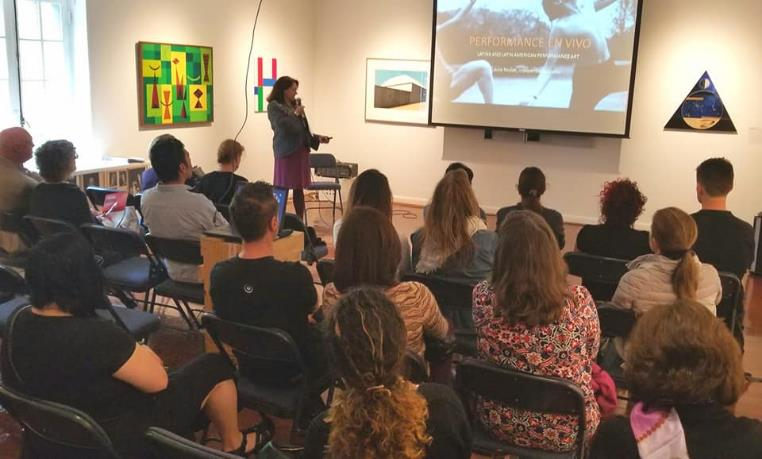 PERFORMANCE EN VIVO
LATINX AND LATIN AMERICAN PERFORMANCE ART